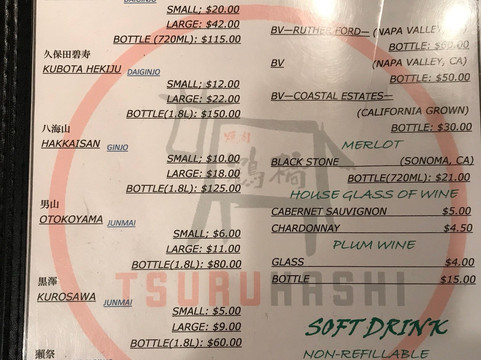 DAIGINJO
SMALL; $20.00
LARGE: $42.00
BOTTLE (720ML): $115.00
久保田碧寿
KUBOTA HEKIJU DAIGINJO
SMALL; $12.00
LARGE: $22.00
BOTTLE(1.8L): $150.00
八海山
HAKKAISAN GINJO
SMALL; $10.00
LARGE: $18.00
BOTTLE(1.8L): $125.00
男山
OTOKOYAMA JUNMAI
SMALL; $6.00
LARGE: $11.00
BOTTLE(1.8L): $80.00
黒澤
KUROSAWA JUNMAI
SMALL: $5.00
LARGE: $9.00
BOTTLE(1.8L): $60.00
獺祭
BV—RUTHERFORD— (NAPA VALLEY,
BOTTLE:
BV (NAPA VALLEY, CA)
BOTTLE: $50.00
BV—COASTAL ESTATES—
(CALIFORNIA GROWN)
BOTTLE: $30.00
MERLOT
BLACK STONE (SONOMA, CA)
BOTTLE(720ML): $21.00
HOUSE GLASS OF WINE
CABERNET SAUVIGNON $5.00
CHARDONNAY $4.50
PLUM WINE
GLASS $4.00
BOTTLE $15.00
SOFT DRINK
NON-REFILLABLE
鶴橋
TSURUHASHI